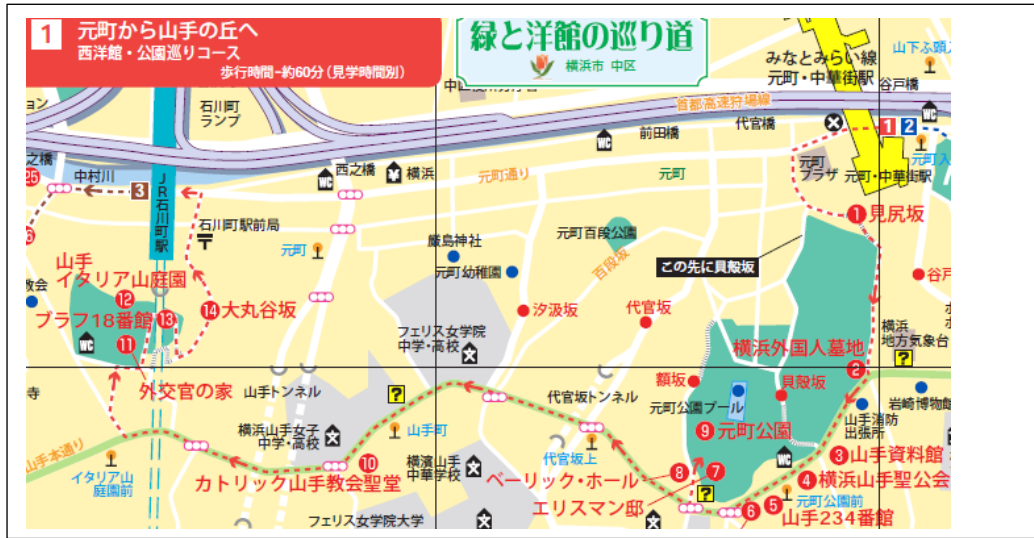 1
元町から山手の丘へ
西洋館・公園巡りコース
歩行時間-約60分（見学時間別）
緑と洋館の巡り道
横浜市 中区
みなとみらい線
元町・中華街駅
谷戸橋
石川町
ランプ
首都高速狩場線
前田橋
代官橋
WC
1
2
元町
プラザ
元町・中華街駅
西之橋
横浜
WC
元町通り
元町
中村川
3
25
JR石川町駅
石川町駅前局
元町
1
見尻坂
厳島神社
元町百段公園
元町幼稚園
百段坂
この先に貝殻坂
山手
イタリア山庭園
12
ブラフ18番館
13
14
大丸谷坂
11
WC
外交官の家
汐汲坂
代官坂
フェリス女学院
中学・高校
横浜外国人墓地
2
横浜
地方気象台
?
額坂
貝殻坂
元町公園プール
岩崎博物館
山手消防
出張所
山手トンネル
?
代官坂トンネル
9
元町公園
横浜山手女子
中学・高校
山手町
横濱山手
中華学校
代官坂上
WC
3
山手資料館
山手本通り
イタリア山
庭園前
10
カトリック山手教会聖堂
ベーリック・ホール
8
7
4
横浜山手聖公会
エリスマン邸
?
元町公園前
6
5
山手234番館
フェリス女学院大学
寺